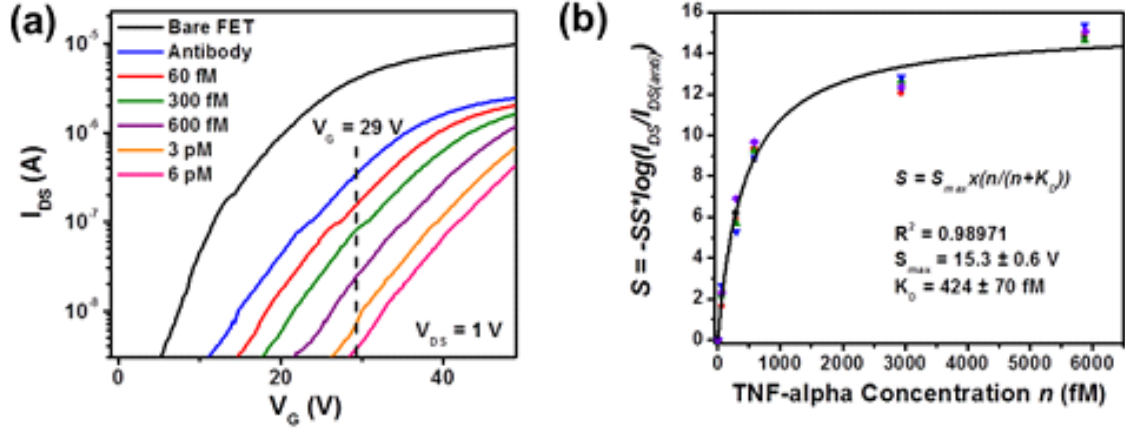 (a)
Bare FET
Antibody
60 fM
300 fM
600 fM
3 pM
6 pM
V_G = 29 V
V_DS = 1 V
10^-5
10^-6
10^-7
10^-8
I_DS (A)
0 20 40
V_G (V)
(b)
16
14
12
10
8
6
4
2
0
S = -SS*log(I_DS/I_DS(anti))
S = S_max x(n/(n+K_D))
R^2 = 0.98971
S_max = 15.3 ± 0.6 V
K_D = 424 ± 70 fM
0 1000 2000 3000 4000 5000 6000
TNF-alpha Concentration n (fM)